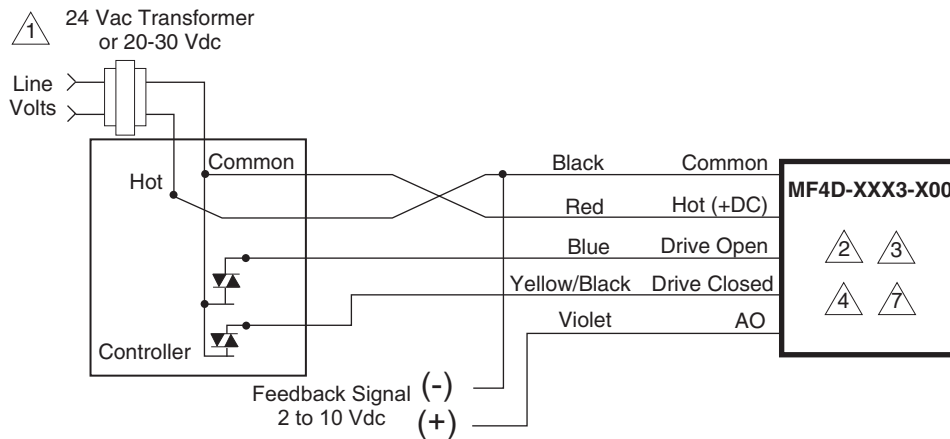 1
24 Vac Transformer
or 20-30 Vdc
Line
Volts
Common
Hot
Black
Common
Red
Hot (+DC)
Blue
Drive Open
Yellow/Black
Drive Closed
Violet
AO
MF4D-XXX3-X00
2
3
4
7
Controller
Feedback Signal
2 to 10 Vdc
(-)
(+)